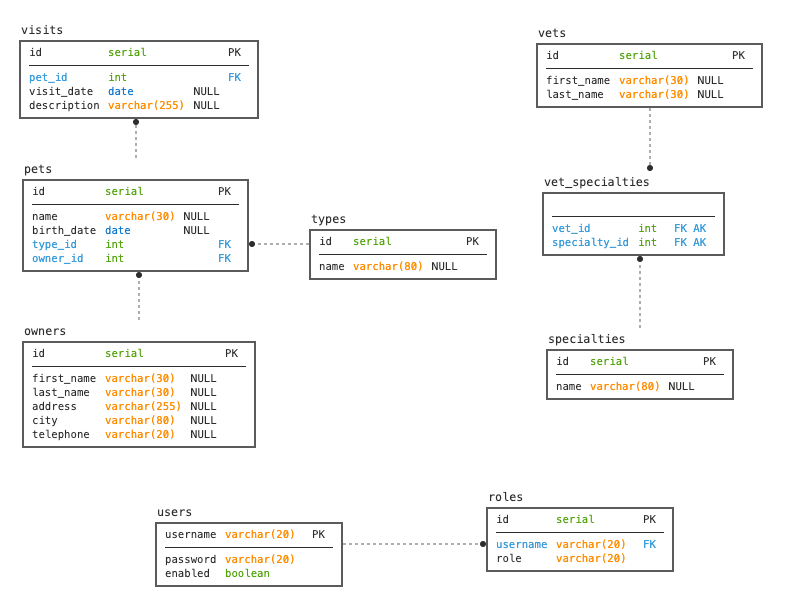 visits
id serial PK
pet_id int FK
visit_date date NULL
description varchar(255) NULL
vets
id serial PK
first_name varchar(30) NULL
last_name varchar(30) NULL
pets
id serial PK
name varchar(30) NULL
birth_date date NULL
type_id int FK
owner_id int FK
types
id serial PK
name varchar(80) NULL
vet_specialties
vet_id int FK AK
specialty_id int FK AK
owners
id serial PK
first_name varchar(30) NULL
last_name varchar(30) NULL
address varchar(255) NULL
city varchar(80) NULL
telephone varchar(20) NULL
specialties
id serial PK
name varchar(80) NULL
users
username varchar(20) PK
password varchar(20)
enabled boolean
roles
id serial PK
username varchar(20) FK
role varchar(20)